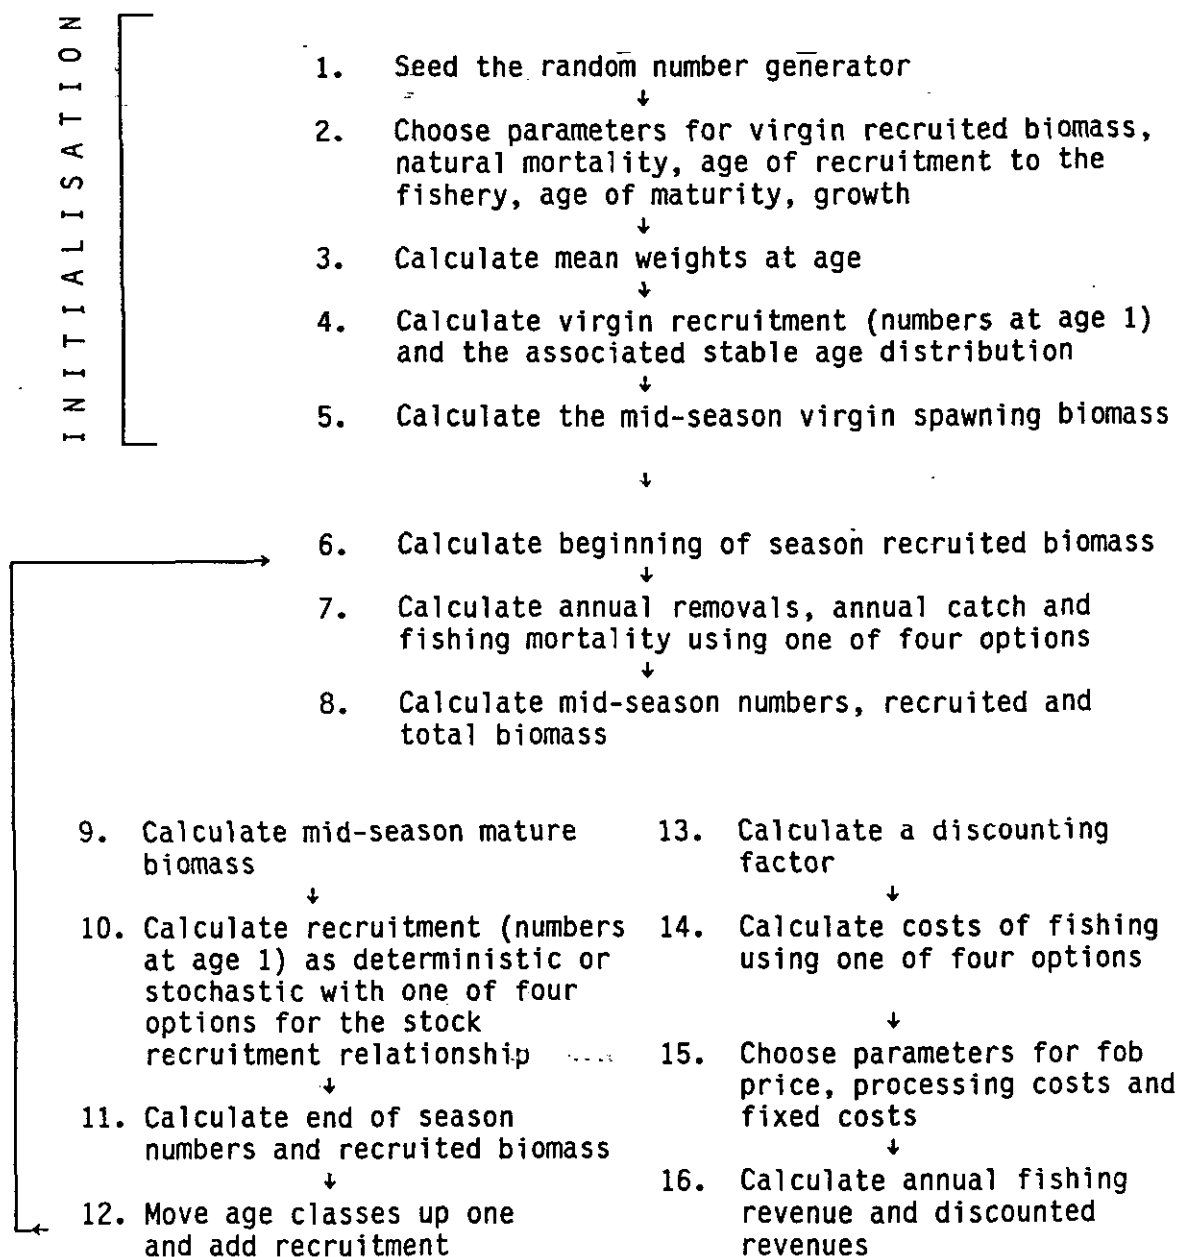 INITIALISATION
1. Seed the random number generator
↓
2. Choose parameters for virgin recruited biomass,
natural mortality, age of recruitment to the
fishery, age of maturity, growth
↓
3. Calculate mean weights at age
↓
4. Calculate virgin recruitment (numbers at age 1)
and the associated stable age distribution
↓
5. Calculate the mid-season virgin spawning biomass
↓
6. Calculate beginning of season recruited biomass
↓
7. Calculate annual removals, annual catch and
fishing mortality using one of four options
↓
8. Calculate mid-season numbers, recruited and
total biomass
9. Calculate mid-season mature
biomass
↓
10. Calculate recruitment (numbers
at age 1) as deterministic or
stochastic with one of four
options for the stock
recruitment relationship
↓
11. Calculate end of season
numbers and recruited biomass
↓
12. Move age classes up one
and add recruitment
13. Calculate a discounting
factor
↓
14. Calculate costs of fishing
using one of four options
↓
15. Choose parameters for fob
price, processing costs and
fixed costs
↓
16. Calculate annual fishing
revenue and discounted
revenues